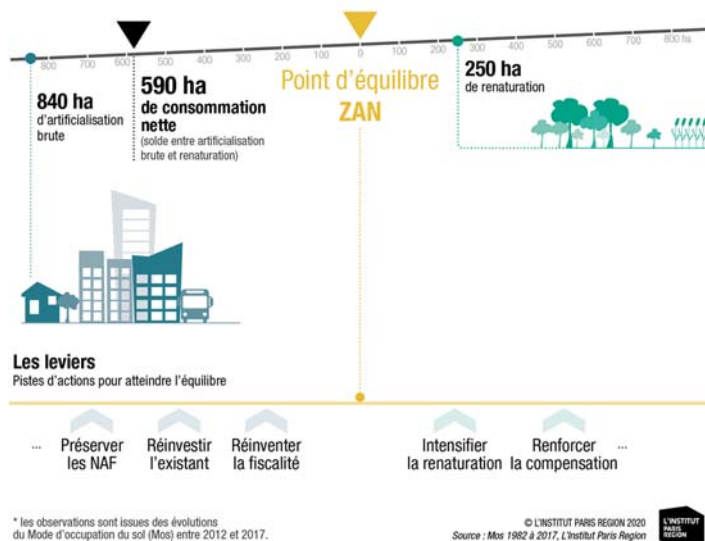 800 700 600 500 400 300 200 100 0 100 200 300 400 500 600 700 800 ha
840 ha
d'artificialisation
brute
590 ha
de consommation
nette
(solde entre artificialisation
brute et renaturation)
Point d'équilibre
ZAN
250 ha
de renaturation
Les leviers
Pistes d'actions pour atteindre l'équilibre
... Préserver
les NAF
Réinvestir
l'existant
Réinventer
la fiscalité
Intensifier
la renaturation
Renforcer ...
la compensation
* les observations sont issues des évolutions
du Mode d'occupation du sol (Mos) entre 2012 et 2017.
© L'INSTITUT PARIS REGION 2020
Source : Mos 1982 à 2017, L'Institut Paris Region
L'INSTITUT
PARIS
REGION